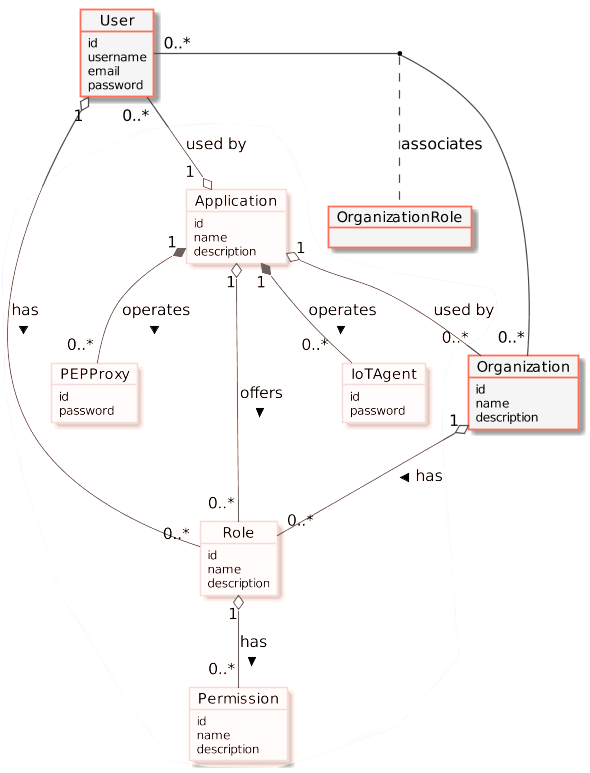 User
id
username
email
password
0..*
1
0..*
used by
associates
1
Application
id
name
description
OrganizationRole
1
1
1
1
has
operates
operates
used by
0..*
0..*
0..*
0..*
PEPProxy
id
password
IoTAgent
id
password
Organization
id
name
description
offers
1
has
0..*
0..*
0..*
Role
id
name
description
1
has
0..*
Permission
id
name
description